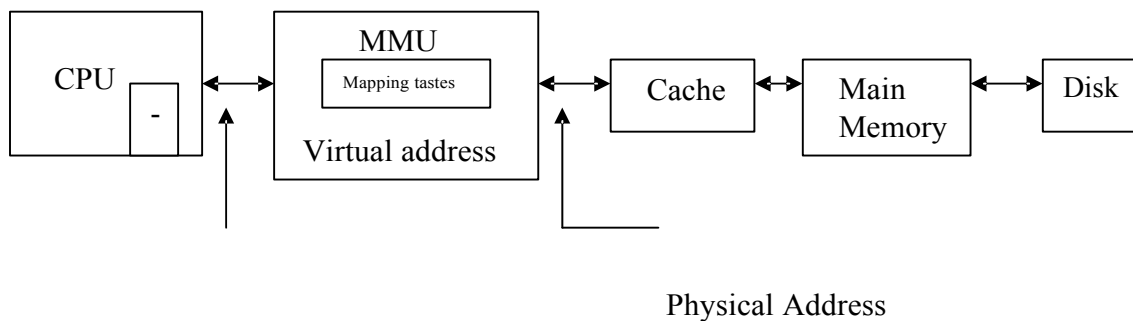 MMU
CPU
Mapping tastes
-
Cache
Main
Memory
Disk
Virtual address
Physical Address